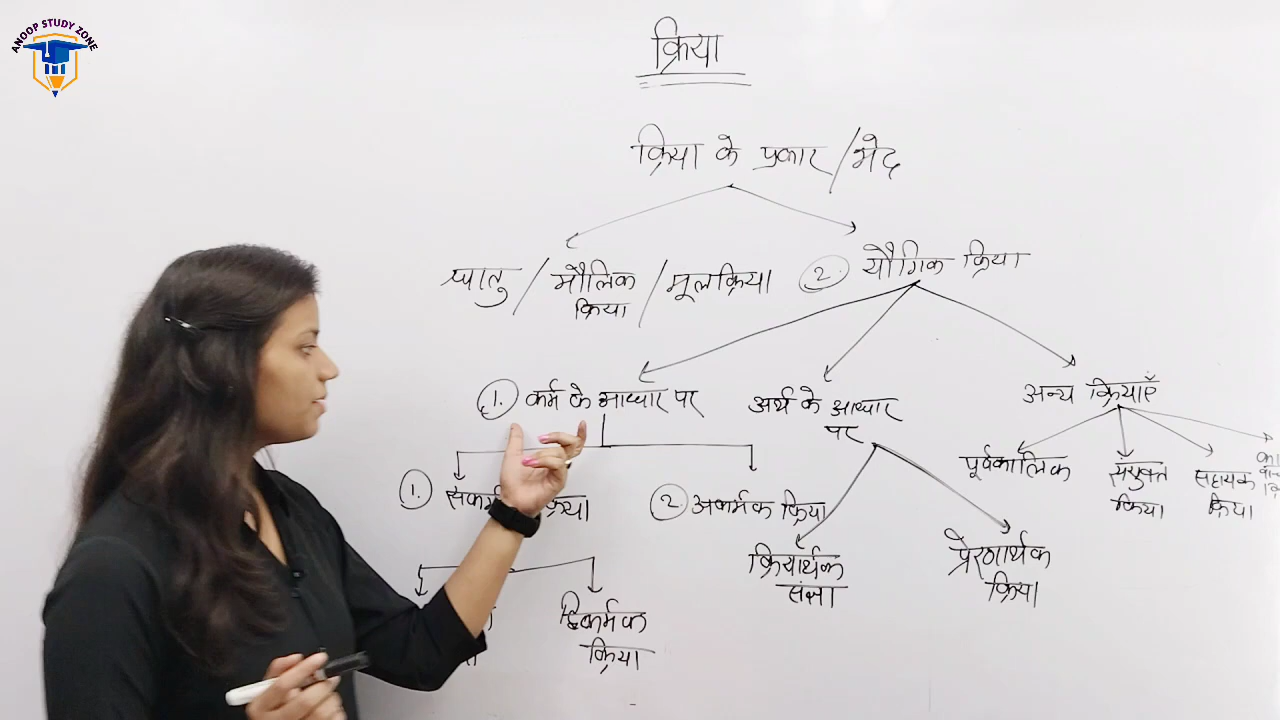 ANOOP STUDY ZONE
क्रिया
क्रिया के प्रकार / भेद
धातु / मौलिक क्रिया / मूलक्रिया
2. यौगिक क्रिया
1. कर्म के आधार पर
अर्थ के आधार पर
अन्य क्रियाएँ
1. सकर्म
2. अकर्मक क्रिया
पूर्वकालिक
संयुक्त क्रिया
सहायक क्रिया
क्रियार्थक संज्ञा
प्रेरणार्थक क्रिया
द्विकर्मक क्रिया